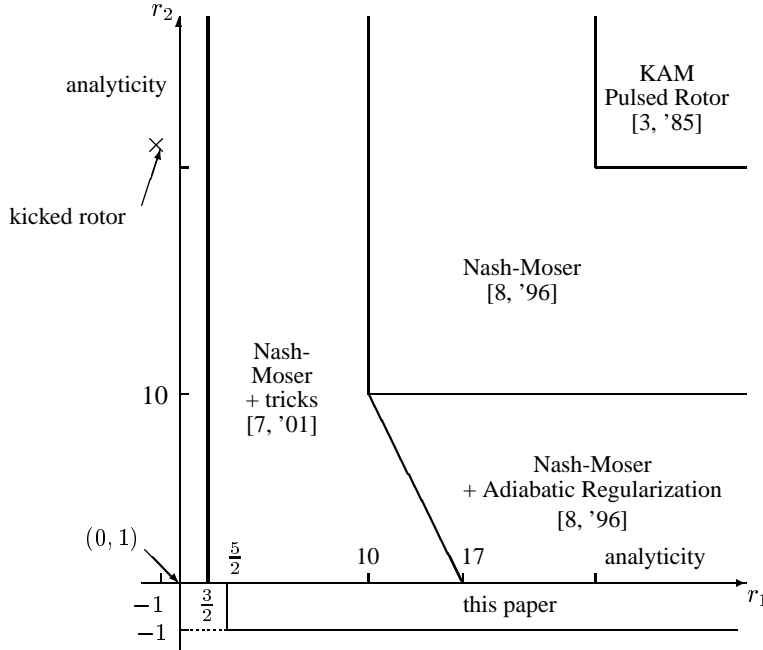 r2
analyticity
KAM
Pulsed Rotor
[3, '85]
kicked rotor
Nash-Moser
[8, '96]
Nash-
Moser
+ tricks
[7, '01]
10
Nash-Moser
+ Adiabatic Regularization
[8, '96]
(0, 1)
5/2
10
17
analyticity
−1
3/2
this paper
r1
−1